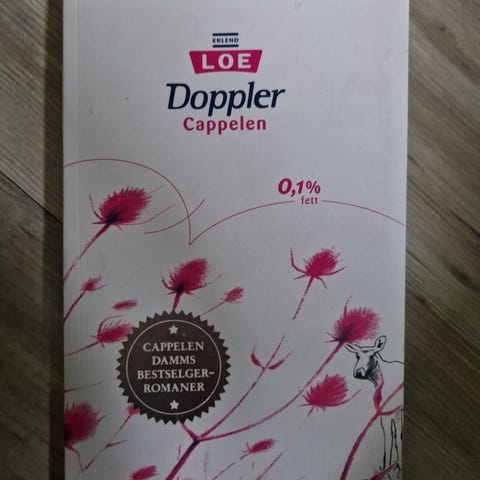 ERLEND
LOE
Doppler
Cappelen
0,1%
fett
CAPPELEN
DAMMS
BESTSELGER-
ROMANER